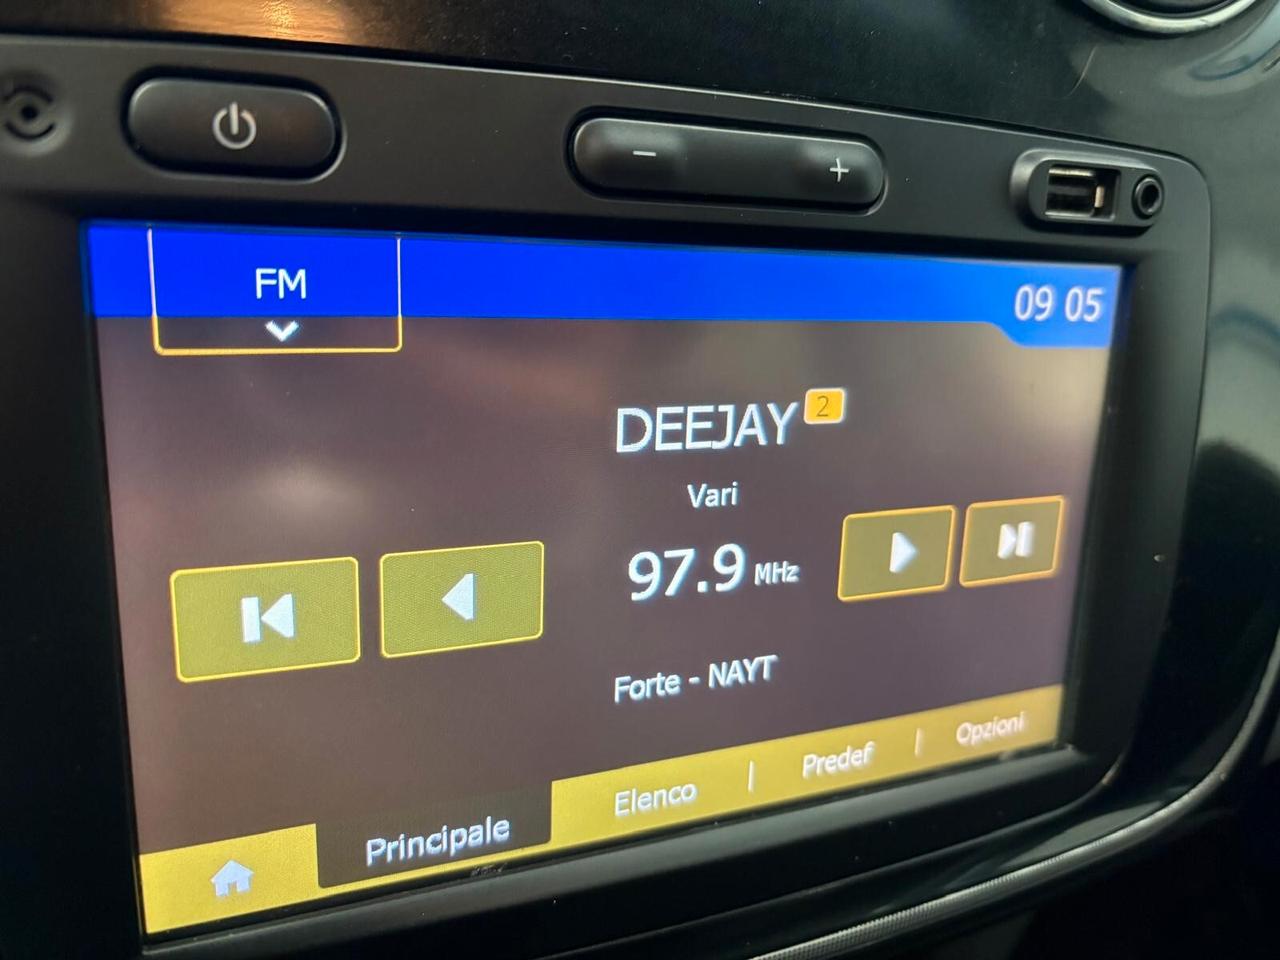 FM
09 05
DEEJAY 2
Vari
97.9 MHz
Forte - NAYT
Principale
Elenco
Predef
Opzioni